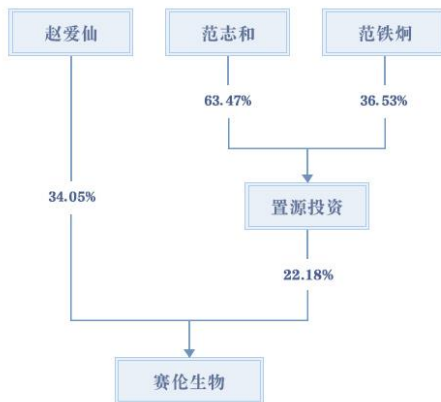 赵爱仙 范志和 范铁炯
63.47% 36.53%
34.05%
置源投资
22.18%
赛伦生物